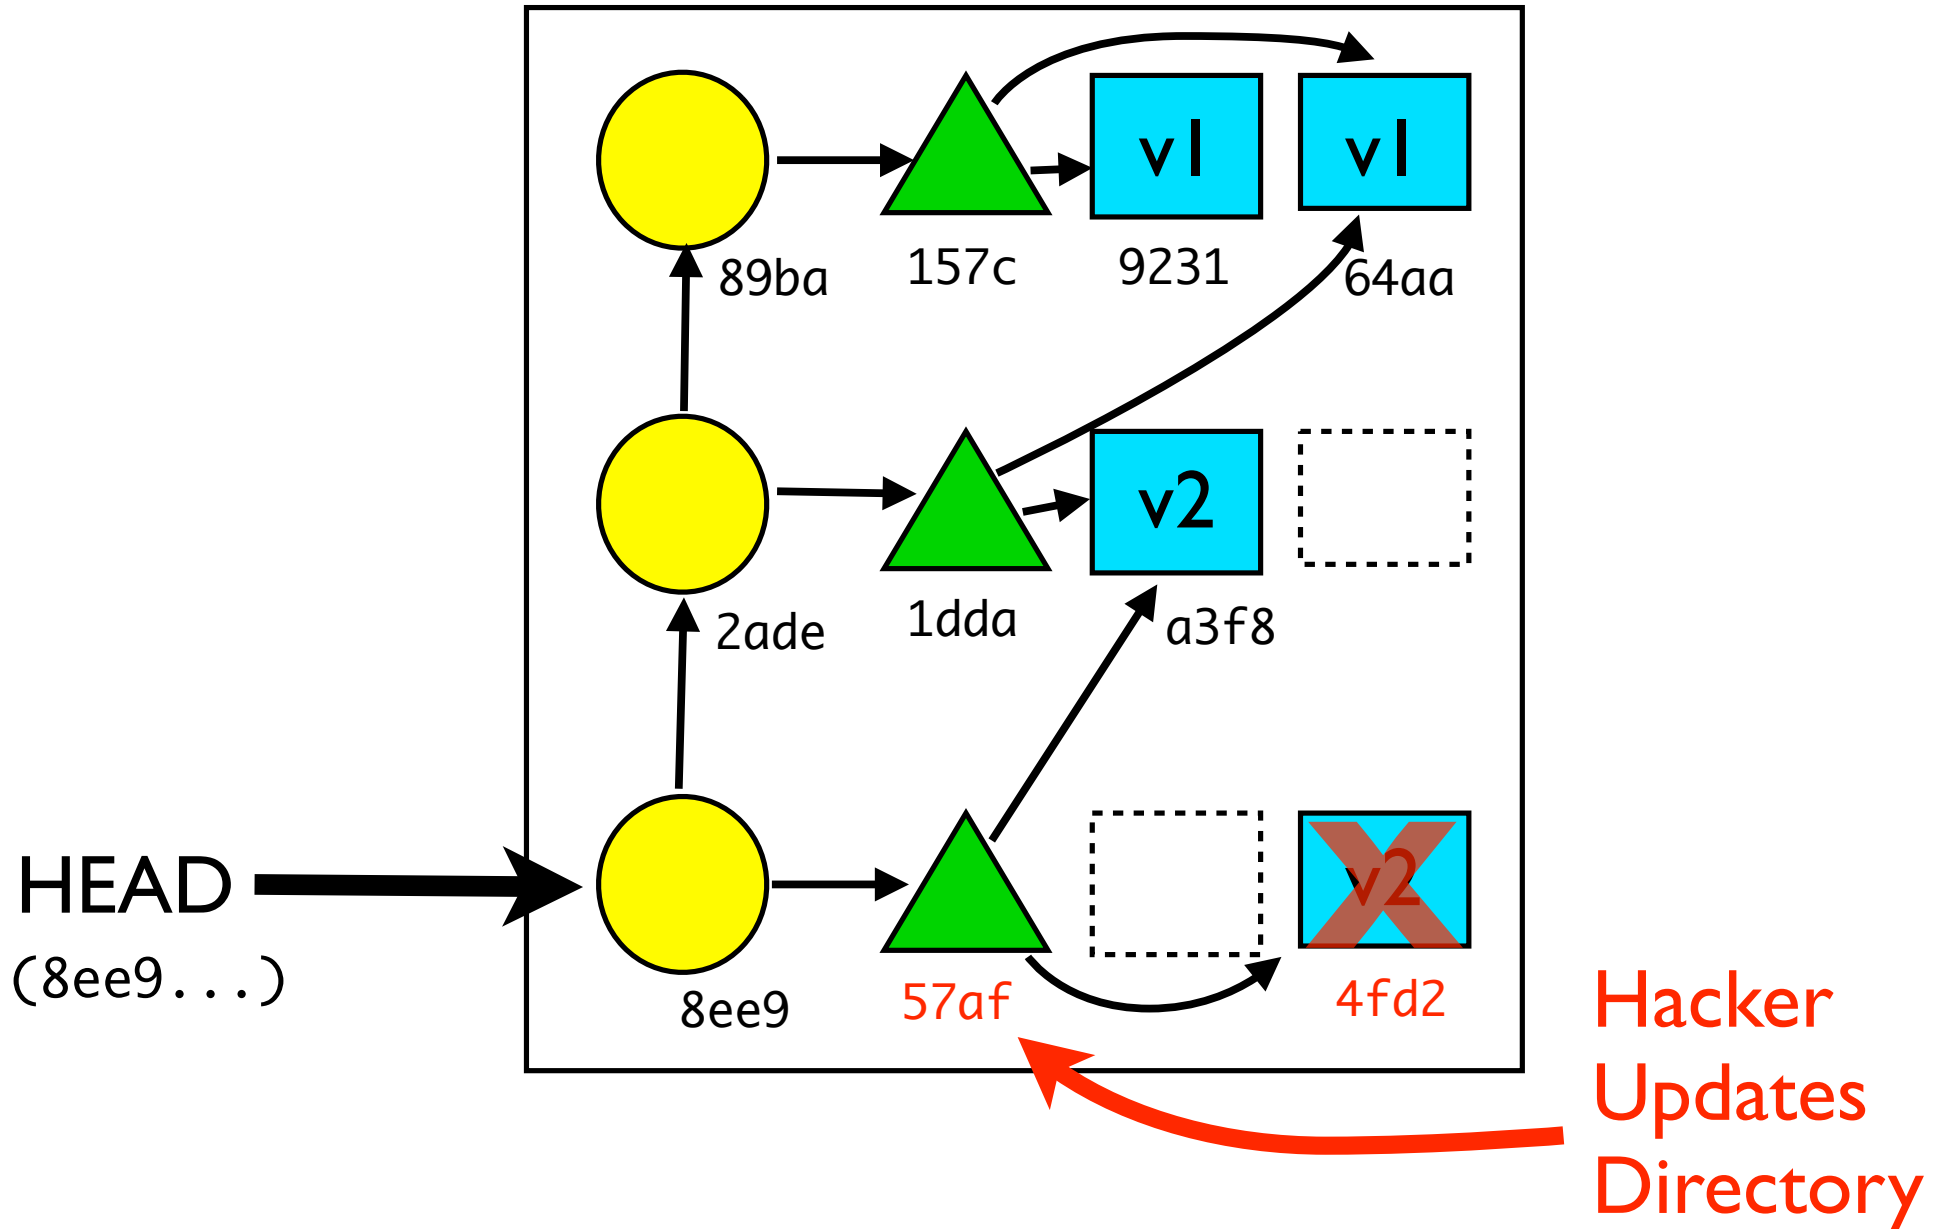 v1
v1
89ba
157c
9231
64aa
v2
2ade
1dda
a3f8
HEAD
(8ee9...)
v2
8ee9
57af
4fd2
Hacker
Updates
Directory